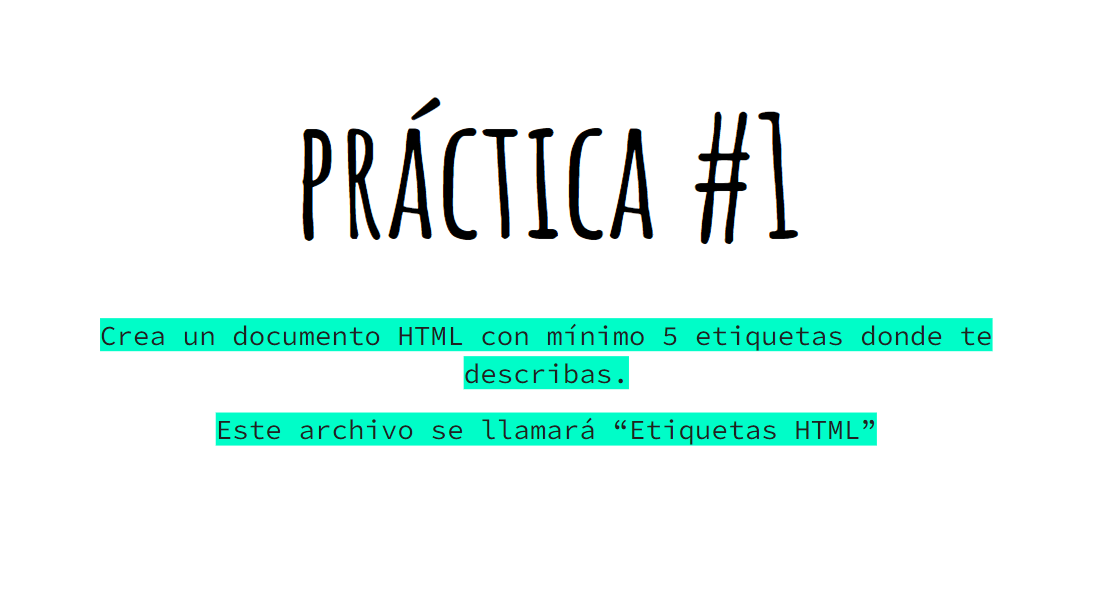 PRÁCTICA #1
Crea un documento HTML con mínimo 5 etiquetas donde te
describas.
Este archivo se llamará “Etiquetas HTML”